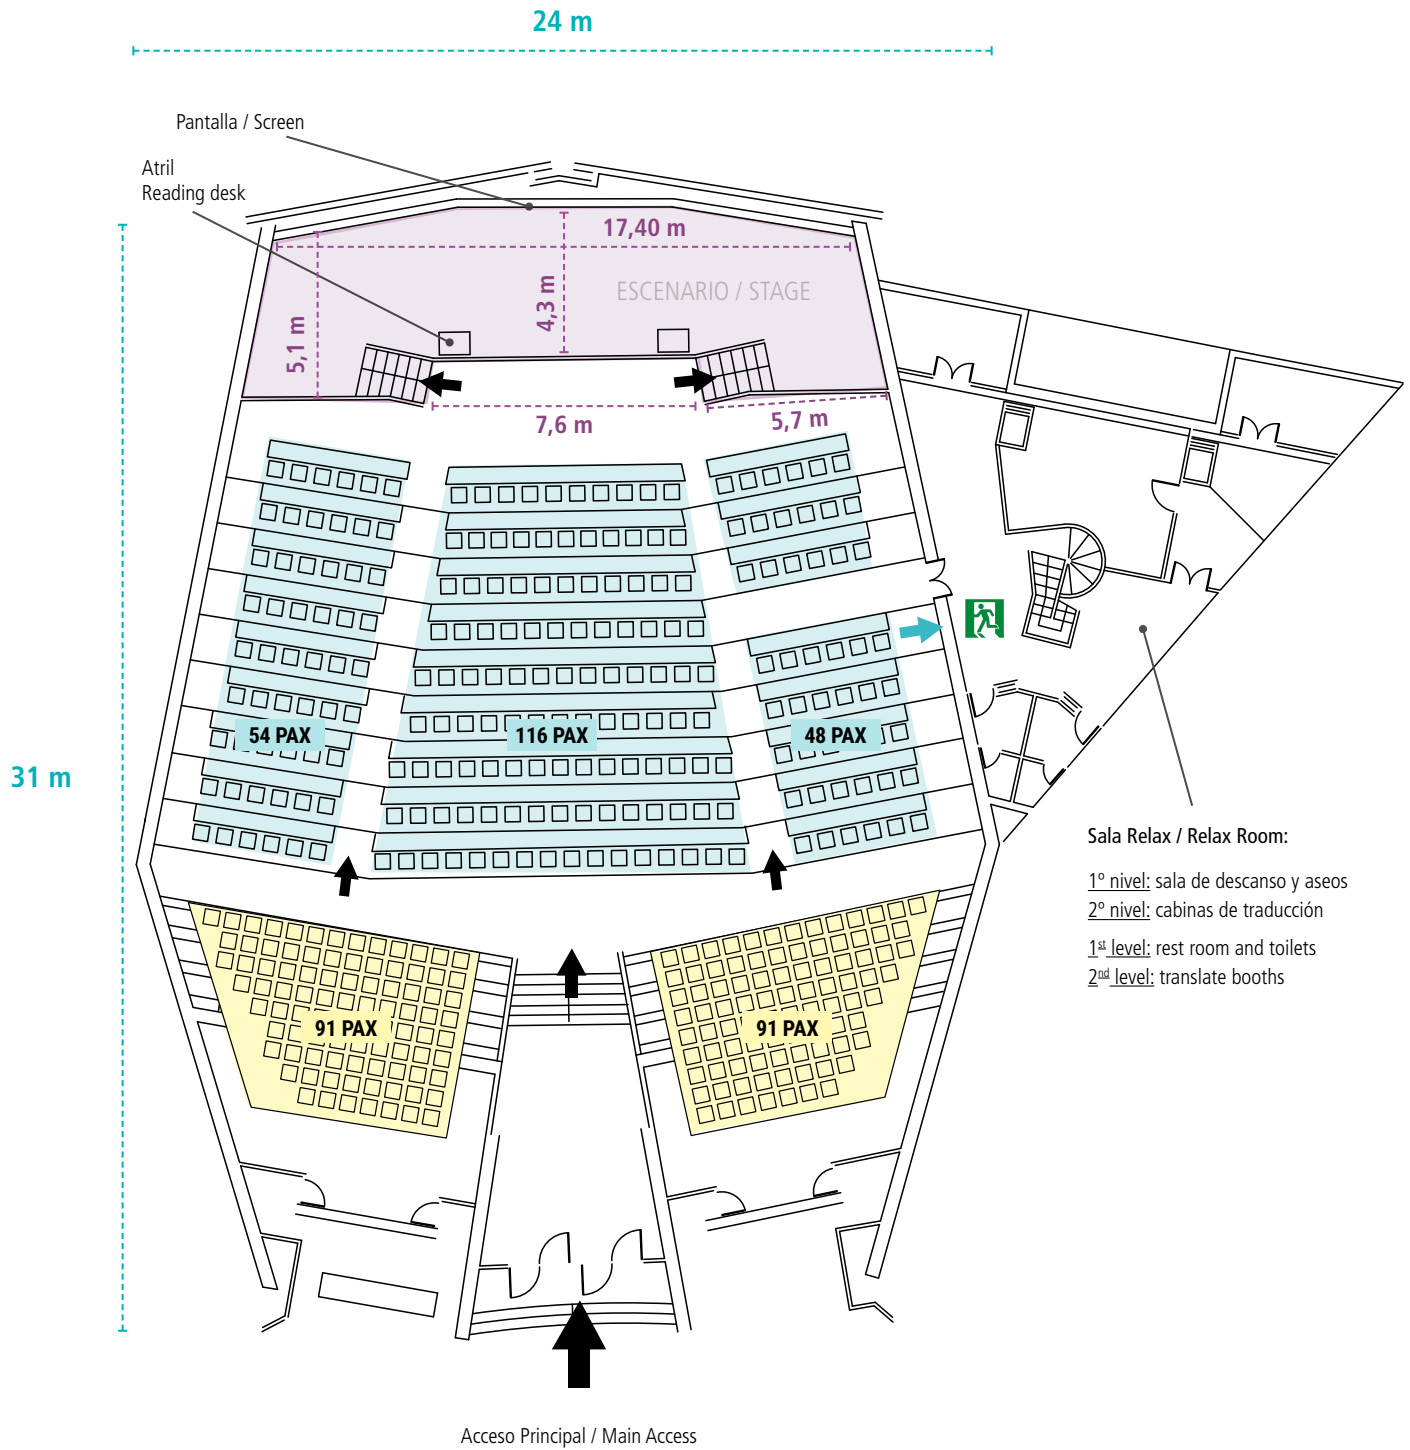 24 m
Pantalla / Screen
Atril
Reading desk
17,40 m
ESCENARIO / STAGE
4,3 m
5,1 m
7,6 m
5,7 m
54 PAX
116 PAX
48 PAX
31 m
Sala Relax / Relax Room:
1º nivel: sala de descanso y aseos
2º nivel: cabinas de traducción
1st level: rest room and toilets
2nd level: translate booths
91 PAX
91 PAX
Acceso Principal / Main Access